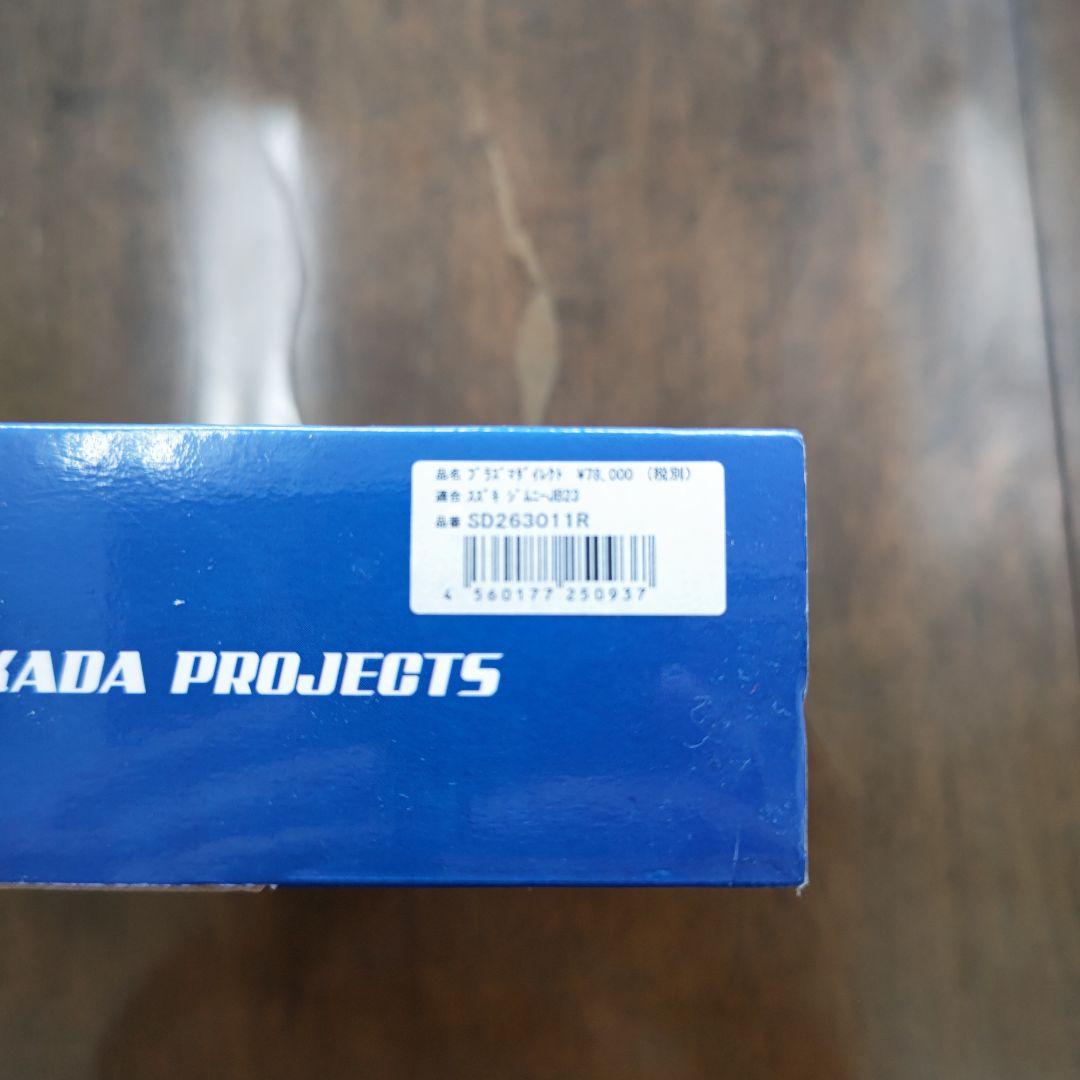 品名 プラズマダイレクト ¥78,000 (税別)
適合 スズキ ジムニーJB23
品番 SD263011R
4 560177 250937
KADA PROJECTS